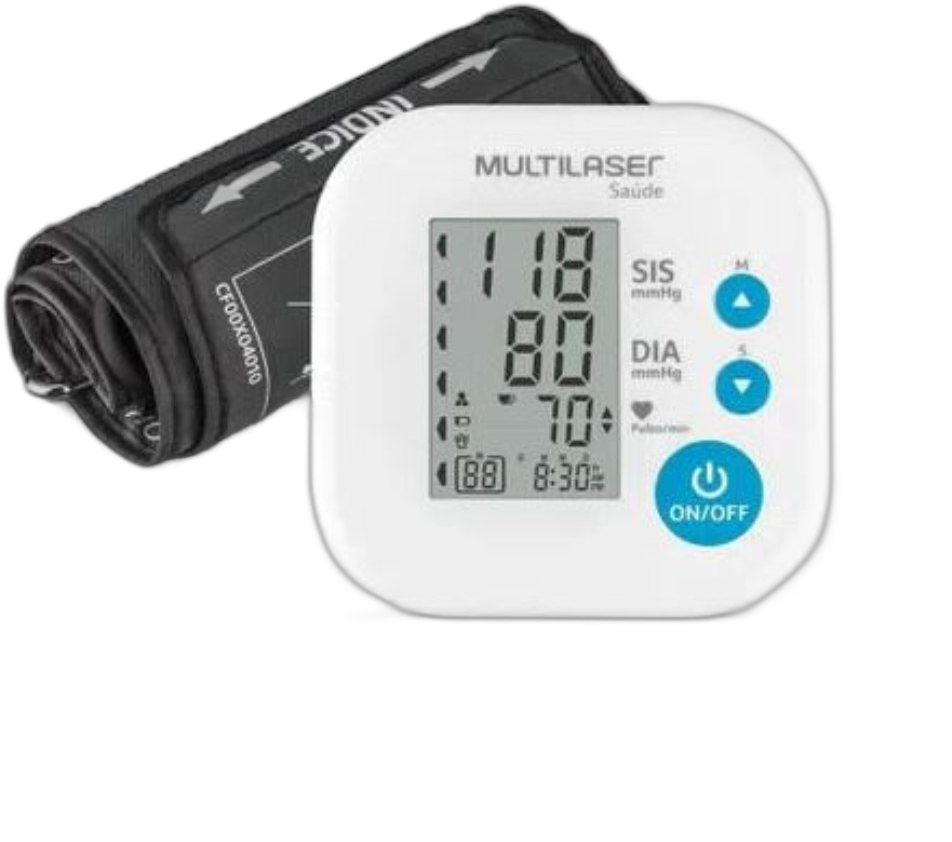 INDICE
CF00X04010
MULTILASER
Saúde
118
SIS
mmHg
M
80
DIA
mmHg
S
70
Pulso/min
88
8:30
ON/OFF